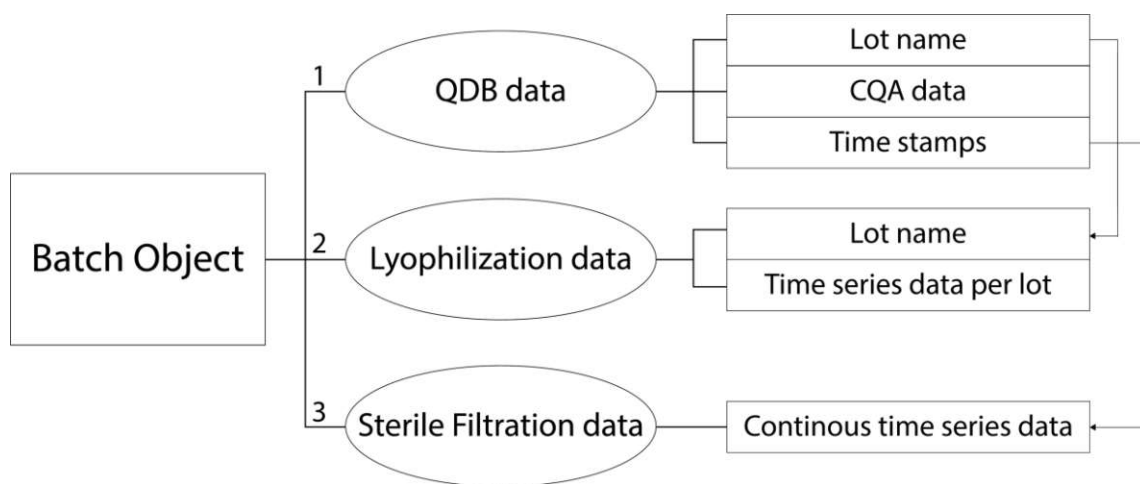 Batch Object
1
QDB data
Lot name
CQA data
Time stamps
2
Lyophilization data
Lot name
Time series data per lot
3
Sterile Filtration data
Continous time series data